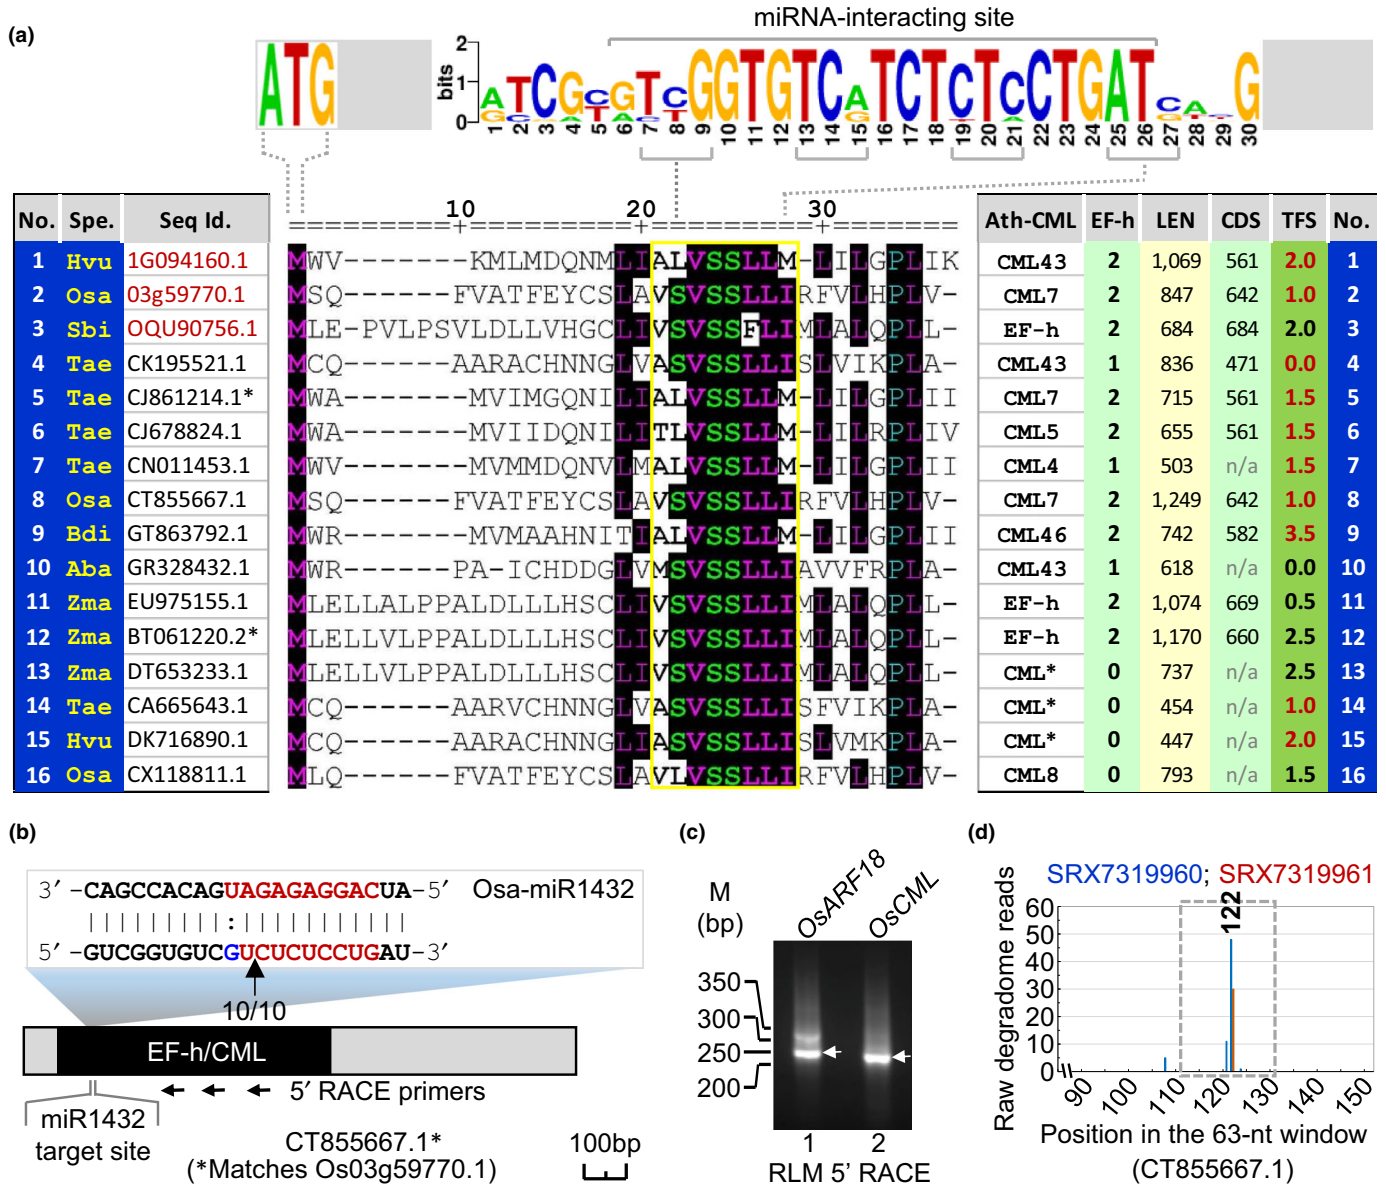 (a)
miRNA-interacting site
ATG
bits
2
1
0
ATCGCGTCGGTGTCATCTCTCCTGATCA G
1 2 3 4 5 6 7 8 9 10 11 12 13 14 15 16 17 18 19 20 21 22 23 24 25 26 27 28 29 30
10 20 30
=========+=========+=========+=======
No. Spe. Seq Id. Ath-CML EF-h LEN CDS TFS No.
1 Hvu 1G094160.1 MWV-------KMLMDQNMLIALVSSLLM-LILGPLIK CML43 2 1,069 561 2.0 1
2 Osa 03g59770.1 MSQ------FVATFEYCSLAVSVSSLLIRFVLHPLV- CML7 2 847 642 1.0 2
3 Sbi OQU90756.1 MLE-PVLPSVLDLLVHGCLIVSVSSFLIMLALQPLL- EF-h 2 684 684 2.0 3
4 Tae CK195521.1 MCQ------AARACHNNGLVASVSSLLISLVIKPLA- CML43 1 836 471 0.0 4
5 Tae CJ861214.1* MWA-------MVIMGQNILIALVSSLLM-LILGPLII CML7 2 715 561 1.5 5
6 Tae CJ678824.1 MWA-------MVIIDQNILITLVSSLLM-LILRPLIV CML5 2 655 561 1.5 6
7 Tae CN011453.1 MWV-------MVMMDQNVLMALVSSLLM-LILGPLII CML4 1 503 n/a 1.5 7
8 Osa CT855667.1 MSQ------FVATFEYCSLAVSVSSLLIRFVLHPLV- CML7 2 1,249 642 1.0 8
9 Bdi GT863792.1 MWR-------MVMAAHNITIALVSSLLM-LILGPLII CML46 2 742 582 3.5 9
10 Aba GR328432.1 MWR------PA-ICHDDGLVMSVSSLLIAVVFRPLA- CML43 1 618 n/a 0.0 10
11 Zma EU975155.1 MLELLALPPALDLLLHSCLIVSVSSLLIMLALQPLL- EF-h 2 1,074 669 0.5 11
12 Zma BT061220.2* MLELLVLPPALDLLLHSCLIVSVSSLLIMLALQPLL- EF-h 2 1,170 660 2.5 12
13 Zma DT653233.1 MLELLVLPPALDLLLHSCLIVSVSSLLIMLALQPLL- CML* 0 737 n/a 2.5 13
14 Tae CA665643.1 MCQ------AARVCHNNGLVASVSSLLISFVIKPLA- CML* 0 454 n/a 1.0 14
15 Hvu DK716890.1 MCQ------AARACHNNGLIASVSSLLISLVMKPLA- CML* 0 447 n/a 2.0 15
16 Osa CX118811.1 MLQ------FVATFEYCSLAVLVSSLLIRFVLHPLV- CML8 0 793 n/a 1.5 16
(b)
3′-CAGCCACAGUAGAGAGGACUA-5′ Osa-miR1432
|||||||||:|||||||||||
5′-GUCGGUGUCGUCUCUCCUGAU-3′
10/10
EF-h/CML
5′ RACE primers
miR1432
target site
CT855667.1*
(*Matches Os03g59770.1)
100bp
(c)
M
(bp)
OsARF18
OsCML
350
300
250
200
1 2
RLM 5′ RACE
(d)
SRX7319960; SRX7319961
Raw degradome reads
60
50
40
30
20
10
0
122
90 100 110 120 130 140 150
Position in the 63-nt window
(CT855667.1)